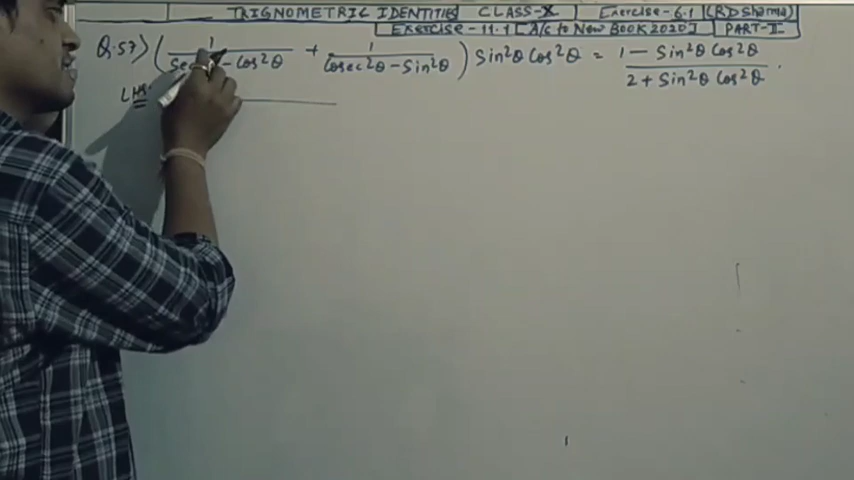 TRIGNOMETRIC IDENTITIES CLASS-X Exercise-6.1 (RD Sharma)
EXERCISE-11.1 [A/c to New BOOK 2020] PART-II
Q.57> ( 1/(Sec²θ - Cos²θ) + 1/(Cosec²θ - Sin²θ) ) Sin²θ Cos²θ = (1 - Sin²θ Cos²θ)/(2 + Sin²θ Cos²θ) .
LHS